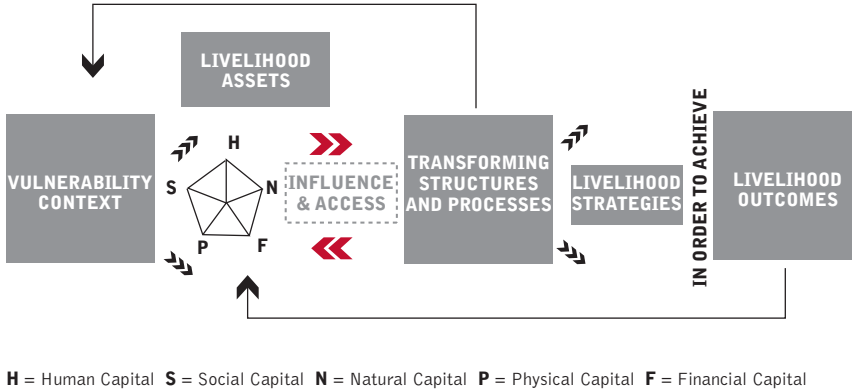 LIVELIHOOD
ASSETS
VULNERABILITY
CONTEXT
H
S
N
P
F
INFLUENCE
& ACCESS
TRANSFORMING
STRUCTURES
AND PROCESSES
LIVELIHOOD
STRATEGIES
IN ORDER TO ACHIEVE
LIVELIHOOD
OUTCOMES
H = Human Capital S = Social Capital N = Natural Capital P = Physical Capital F = Financial Capital